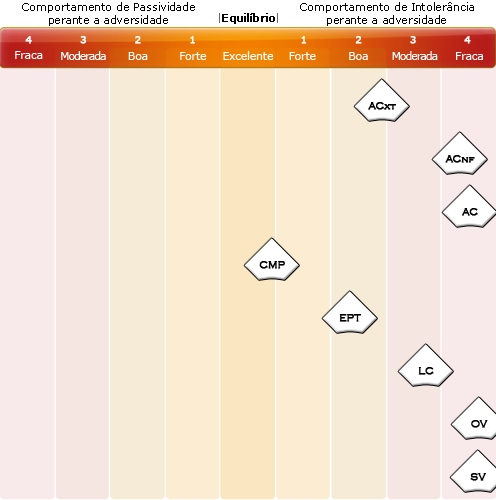 Comportamento de Passividade
perante a adversidade
|Equilíbrio|
Comportamento de Intolerância
perante a adversidade
4 3 2 1 1 2 3 4
Fraca Moderada Boa Forte Excelente Forte Boa Moderada Fraca
ACXT
ACNF
AC
CMP
EPT
LC
OV
SV